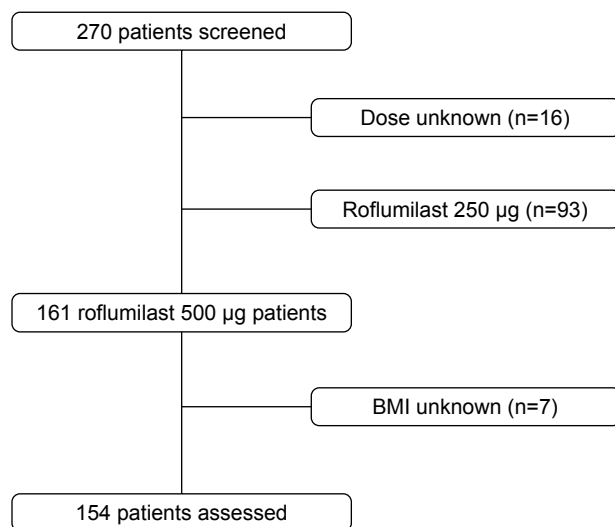 270 patients screened
Dose unknown (n=16)
Roflumilast 250 µg (n=93)
161 roflumilast 500 µg patients
BMI unknown (n=7)
154 patients assessed